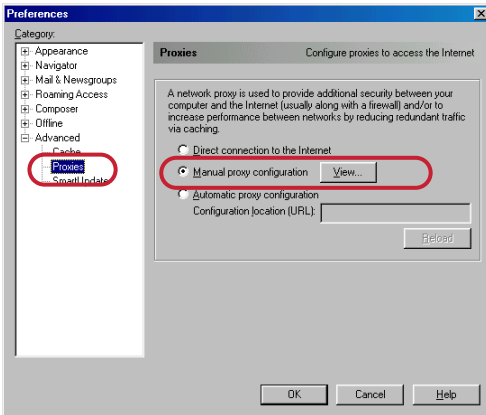 Preferences
Category:
Appearance
Navigator
Mail & Newsgroups
Roaming Access
Composer
Offline
Advanced
Cache
Proxies
SmartUpdate
Proxies Configure proxies to access the Internet
A network proxy is used to provide additional security between your
computer and the Internet (usually along with a firewall) and/or to
increase performance between networks by reducing redundant traffic
via caching.
Direct connection to the Internet
Manual proxy configuration View...
Automatic proxy configuration
Configuration location (URL):
Reload
OK Cancel Help